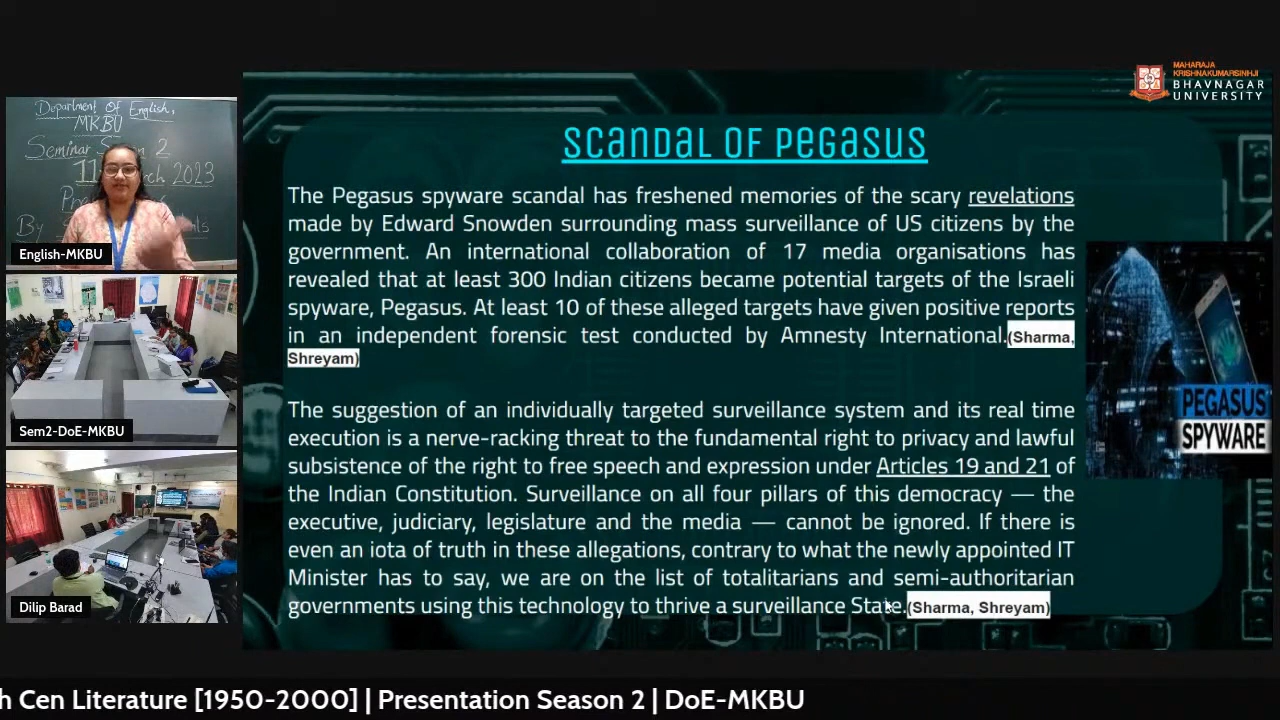 MAHARAJA
KRISHNAKUMARSINHJI
BHAVNAGAR
UNIVERSITY
Department Of English,
MKBU
Seminar 2
11 2023
By
English-MKBU
Sem2-DoE-MKBU
Dilip Barad
SCANDAL OF PEGASUS
The Pegasus spyware scandal has freshened memories of the scary revelations
made by Edward Snowden surrounding mass surveillance of US citizens by the
government. An international collaboration of 17 media organisations has
revealed that at least 300 Indian citizens became potential targets of the Israeli
spyware, Pegasus. At least 10 of these alleged targets have given positive reports
in an independent forensic test conducted by Amnesty International.(Sharma,
Shreyam)
The suggestion of an individually targeted surveillance system and its real time
execution is a nerve-racking threat to the fundamental right to privacy and lawful
subsistence of the right to free speech and expression under Articles 19 and 21 of
the Indian Constitution. Surveillance on all four pillars of this democracy — the
executive, judiciary, legislature and the media — cannot be ignored. If there is
even an iota of truth in these allegations, contrary to what the newly appointed IT
Minister has to say, we are on the list of totalitarians and semi-authoritarian
governments using this technology to thrive a surveillance State.(Sharma, Shreyam)
PEGASUS
SPYWARE
h Cen Literature [1950-2000] | Presentation Season 2 | DoE-MKBU